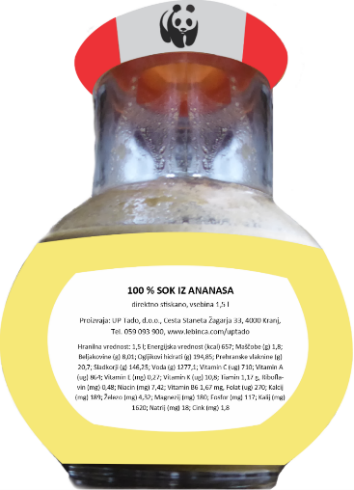 100 % SOK IZ ANANASA
direktno stiskano, vsebina 1,5 l
Proizvaja: UP Tado, d.o.o., Cesta Staneta Žagarja 33, 4000 Kranj,
Tel. 059 093 900, www.lebinca.com/uptado
Hranilna vrednost: 1,5 l; Energijska vrednost (kcal) 657; Maščobe (g) 1,8;
Beljakovine (g) 8,01; Ogljikovi hidrati (g) 194,85; Prehranske vlaknine (g)
20,7; Sladkorji (g) 146,25; Voda (g) 1277,1; Vitamin C (ug) 710; Vitamin A
(ug) 864; Vitamin E (mg) 0,27; Vitamin K (ug) 10,8; Tiamin 1,17 g, Ribofla-
vin (mg) 0,48; Niacin (mg) 7,42; Vitamin B6 1,67 mg, Folat (ug) 270; Kalcij
(mg) 189; Železo (mg) 4,32; Magnezij (mg) 180; Fosfor (mg) 117; Kalij (mg)
1620; Natrij (mg) 18; Cink (mg) 1,8